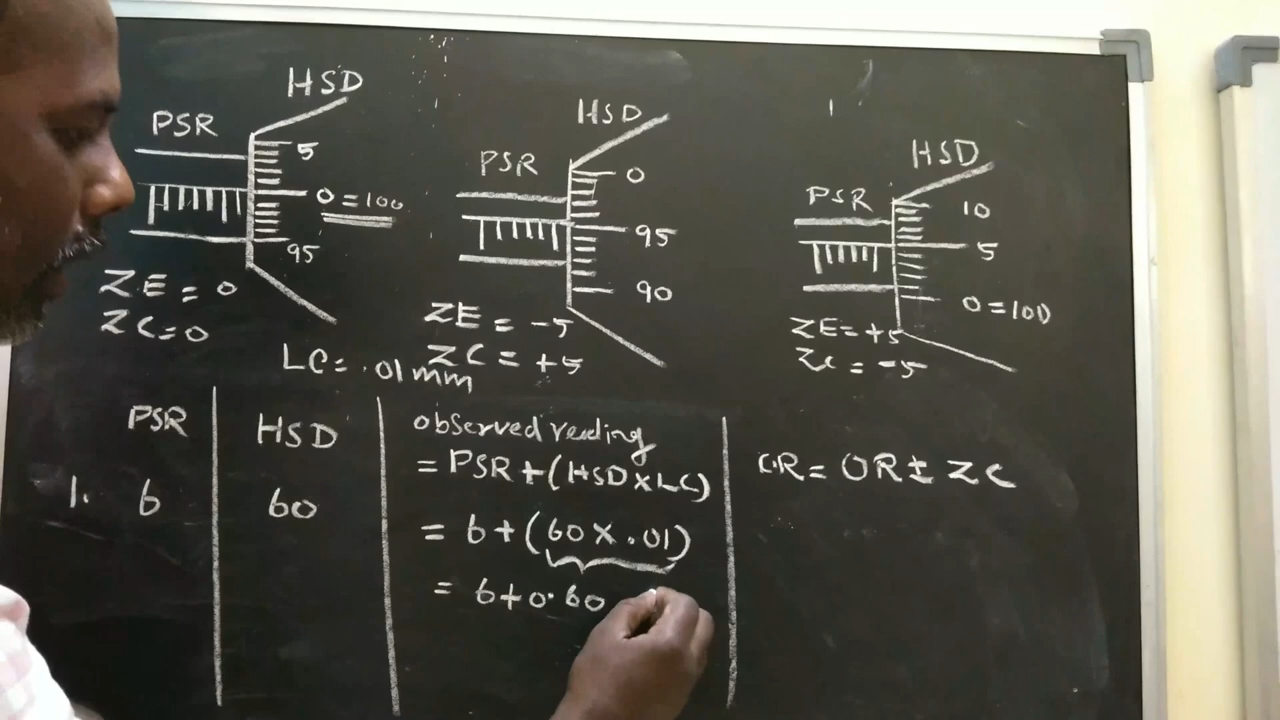 HSD
PSR
5
0 = 100
95
ZE = 0
ZC = 0
HSD
PSR
0
95
90
ZE = -5
ZC = +5
HSD
PSR
10
5
0 = 100
ZE = +5
ZC = -5
LC = .01mm
PSR HSD observed reading
= PSR + (HSD X LC) C.R = OR ± ZC
1. 6 60
= 6 + (60 X .01)
= 6 + 0.60